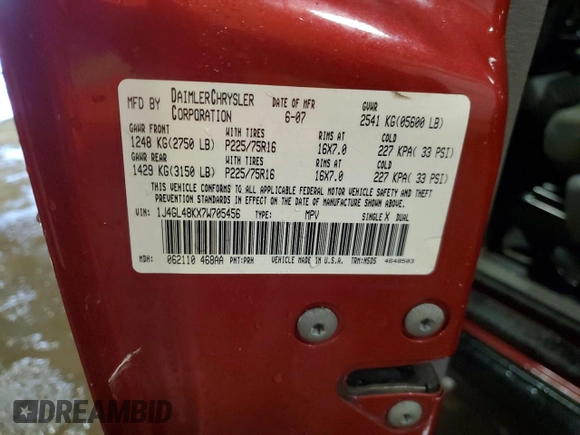 MFD BY DAIMLERCHRYSLER CORPORATION DATE OF MFR 6-07 GVWR 2541 KG(05600 LB)
GAWR FRONT WITH TIRES RIMS AT COLD
1248 KG(2750 LB) P225/75R16 16X7.0 227 KPA( 33 PSI)
GAWR REAR WITH TIRES RIMS AT COLD
1429 KG(3150 LB) P225/75R16 16X7.0 227 KPA( 33 PSI)
THIS VEHICLE CONFORMS TO ALL APPLICABLE FEDERAL MOTOR VEHICLE SAFETY AND THEFT
PREVENTION STANDARDS IN EFFECT ON THE DATE OF MANUFACTURE SHOWN ABOVE.
VIN: 1J4GL48KX7W705456 TYPE: MPV SINGLE X DUAL
MDH: 062110 468AA PNT:PRH VEHICLE MADE IN U.S.A. TRM:MSDS 4648503
DREAMBID